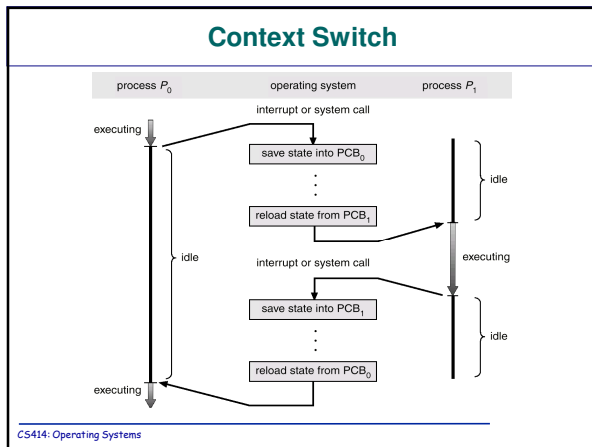 Context Switch
process P0 operating system process P1
interrupt or system call
executing
save state into PCB0
idle
reload state from PCB1
idle
executing
interrupt or system call
save state into PCB1
idle
reload state from PCB0
executing
CS414: Operating Systems